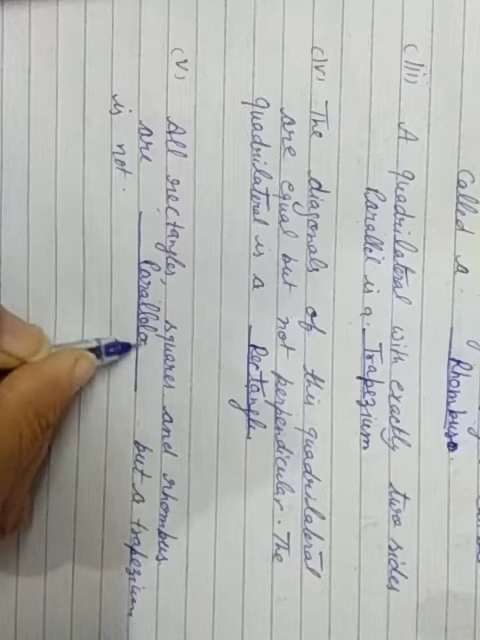 Called a. Rhombus.
(iii) A quadrilateral with exactly two sides
Parallel is a. Trapezium
(iv) The diagonals of this quadrilateral
are equal but not perpendicular. The
quadrilateral is a Rectangle
(v) All rectangles, squares and rhombus
are Parallelo but a trapezium
is not.